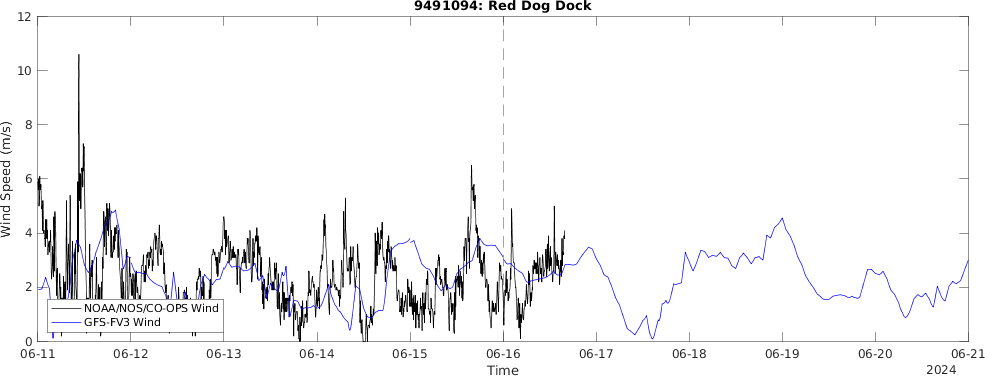 9491094: Red Dog Dock
12
10
8
6
4
2
0
Wind Speed (m/s)
NOAA/NOS/CO-OPS Wind
GFS-FV3 Wind
06-11 06-12 06-13 06-14 06-15 06-16 06-17 06-18 06-19 06-20 06-21
Time
2024